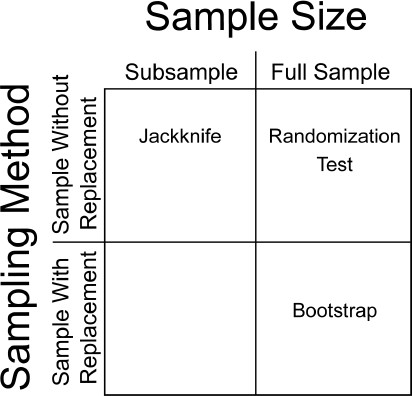 Sample Size
Subsample
Full Sample
Sampling Method
Sample Without
Replacement
Jackknife
Randomization
Test
Sample With
Replacement
Bootstrap